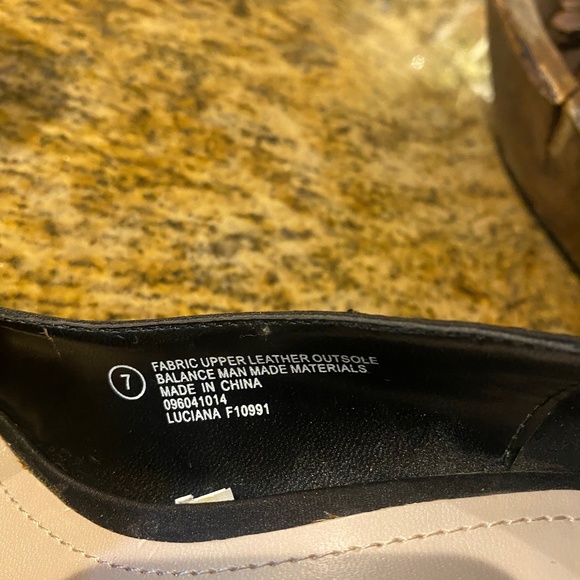 7
FABRIC UPPER LEATHER OUTSOLE
BALANCE MAN MADE MATERIALS
MADE IN CHINA
096041014
LUCIANA F10991